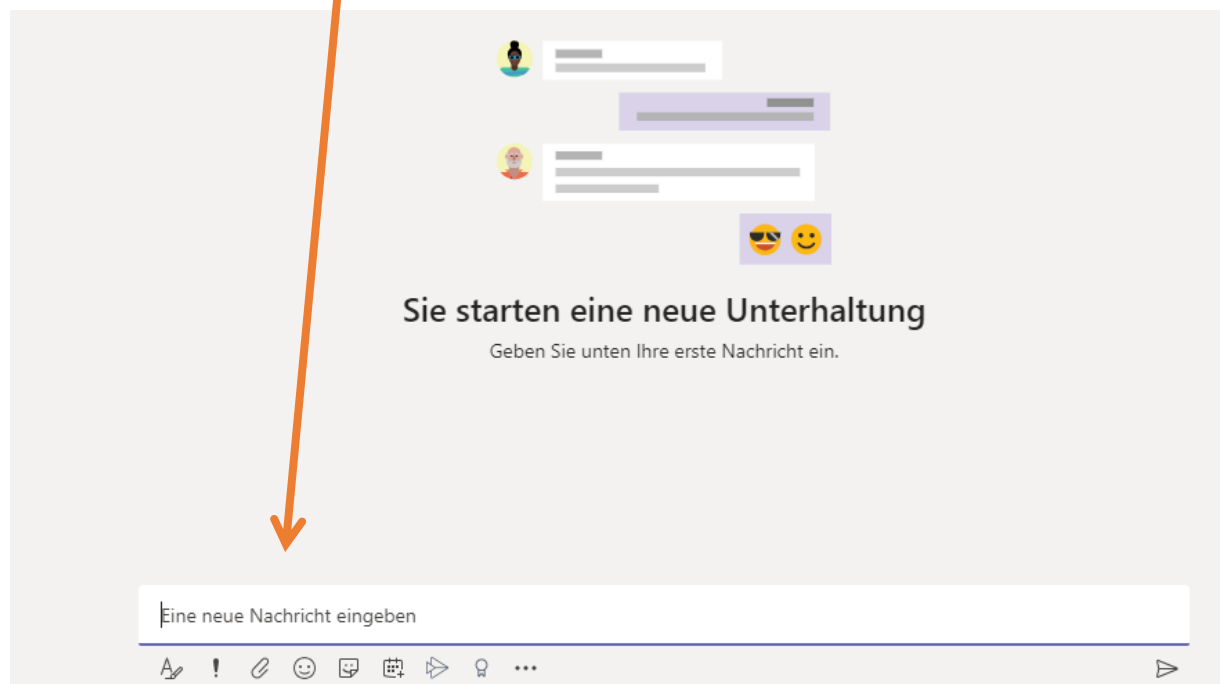 Sie starten eine neue Unterhaltung
Geben Sie unten Ihre erste Nachricht ein.
Eine neue Nachricht eingeben